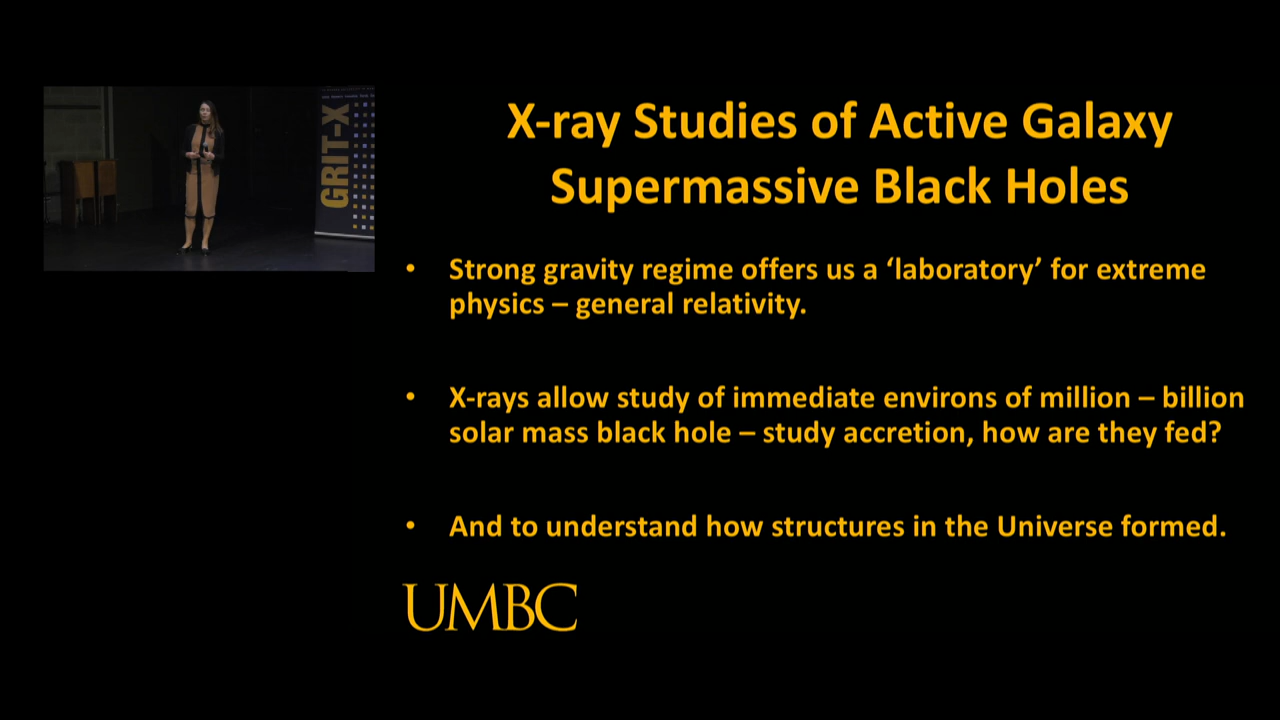 GRIT-X
X-ray Studies of Active Galaxy
Supermassive Black Holes
• Strong gravity regime offers us a ‘laboratory’ for extreme
physics – general relativity.
• X-rays allow study of immediate environs of million – billion
solar mass black hole – study accretion, how are they fed?
• And to understand how structures in the Universe formed.
UMBC